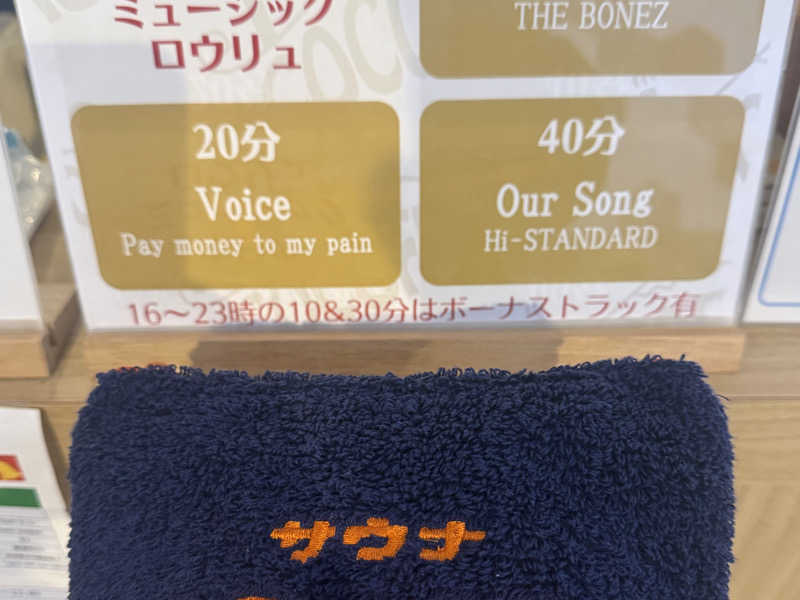 ミュージック
ロウリュ
THE BONEZ
20分
Voice
Pay money to my pain
40分
Our Song
Hi-STANDARD
16〜23時の10&30分はボーナストラック有
サウナ